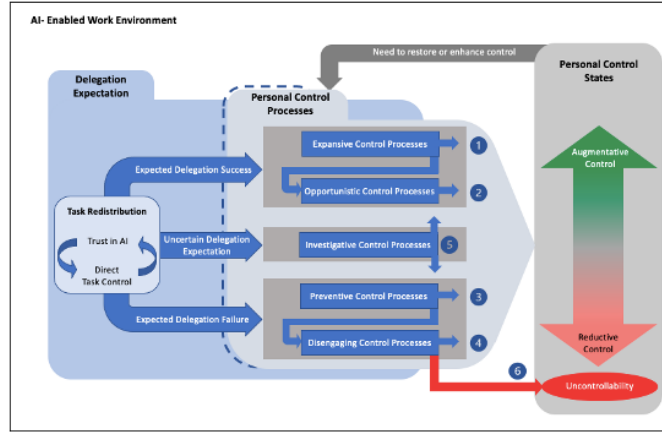 AI- Enabled Work Environment
Need to restore or enhance control
Delegation
Expectation
Personal Control
Processes
Personal Control
States
Expansive Control Processes
1
Expected Delegation Success
Opportunistic Control Processes
2
Augmentative
Control
Task Redistribution
Trust in AI
Direct
Task Control
Uncertain Delegation
Expectation
Investigative Control Processes
5
Preventive Control Processes
3
Expected Delegation Failure
Disengaging Control Processes
4
Reductive
Control
6
Uncontrollability